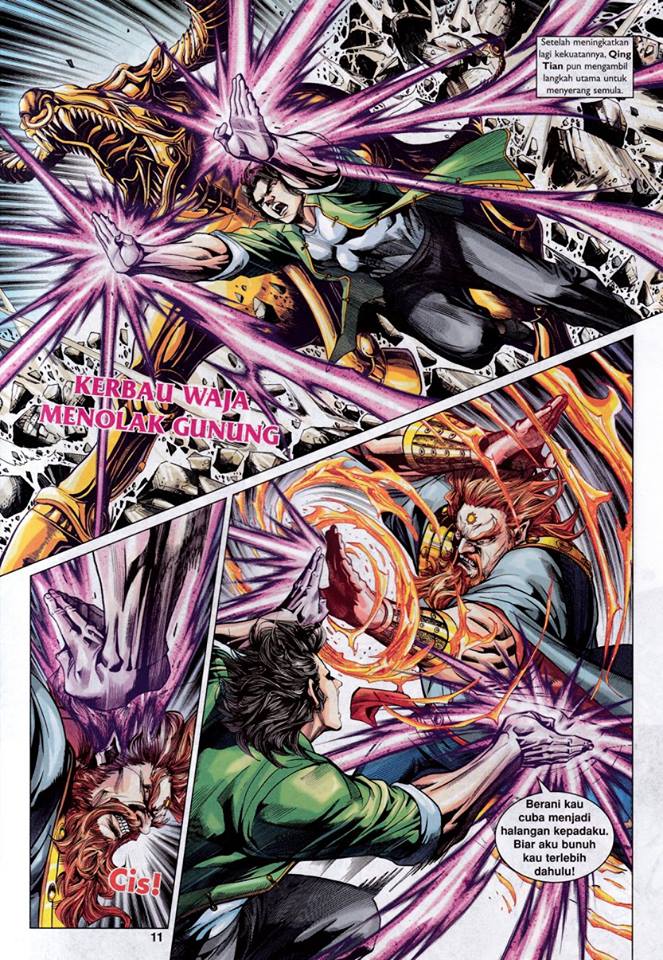 Setelah meningkatkan
lagi kekuatannya, Qing
Tian pun mengambil
langkah utama untuk
menyerang semula.
KERBAU WAJA
MENOLAK GUNUNG
Cis!
Berani kau
cuba menjadi
halangan kepadaku.
Biar aku bunuh
kau terlebih
dahulu!
11